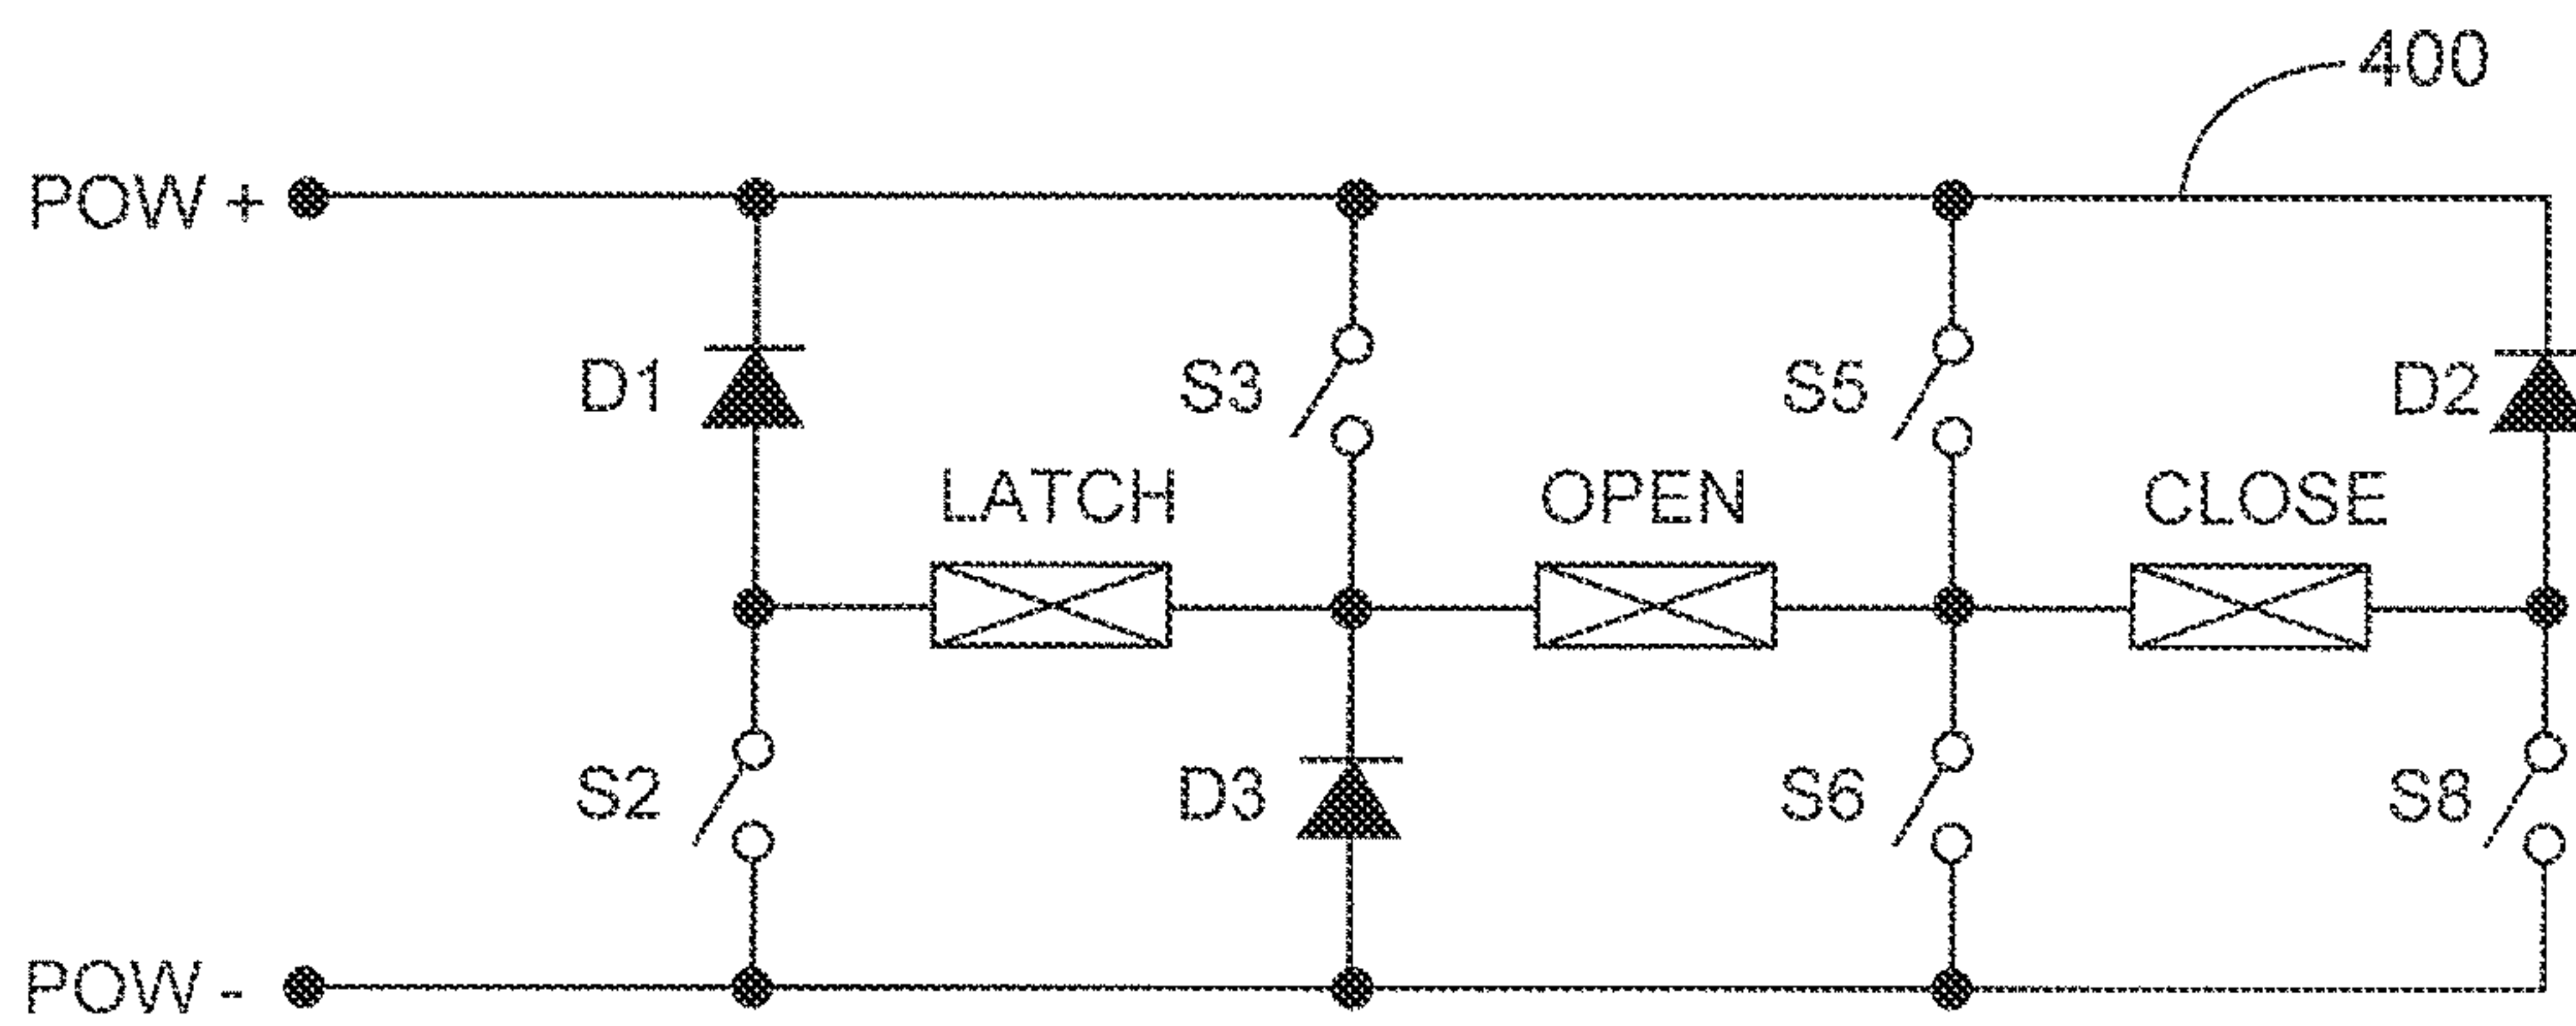 400
POW +
D1
S3
S5
D2
LATCH
OPEN
CLOSE
S2
D3
S6
S8
POW -